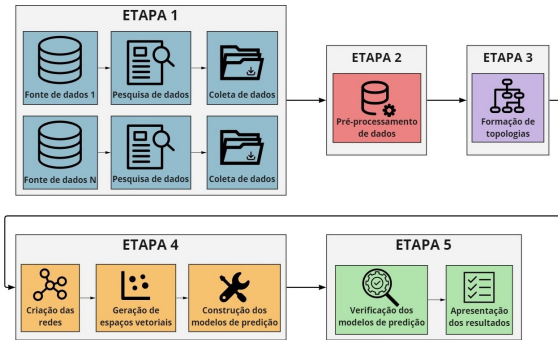 ETAPA 1
Fonte de dados 1
Pesquisa de dados
Coleta de dados
Fonte de dados N
Pesquisa de dados
Coleta de dados
ETAPA 2
Pré-processamento
de dados
ETAPA 3
Formação de
topologias
ETAPA 4
Criação das
redes
Geração de
espaços vetoriais
Construção dos
modelos de predição
ETAPA 5
Verificação dos
modelos de predição
Apresentação
dos resultados